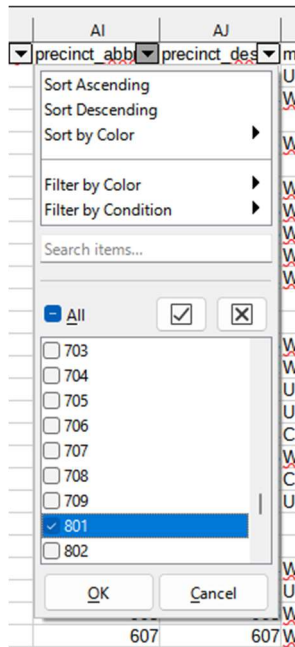 AI AJ
precinct_abbr precinct_des m
Sort Ascending
Sort Descending
Sort by Color
Filter by Color
Filter by Condition
Search items...
All
703
704
705
706
707
708
709
801
802
OK Cancel
607 607 W